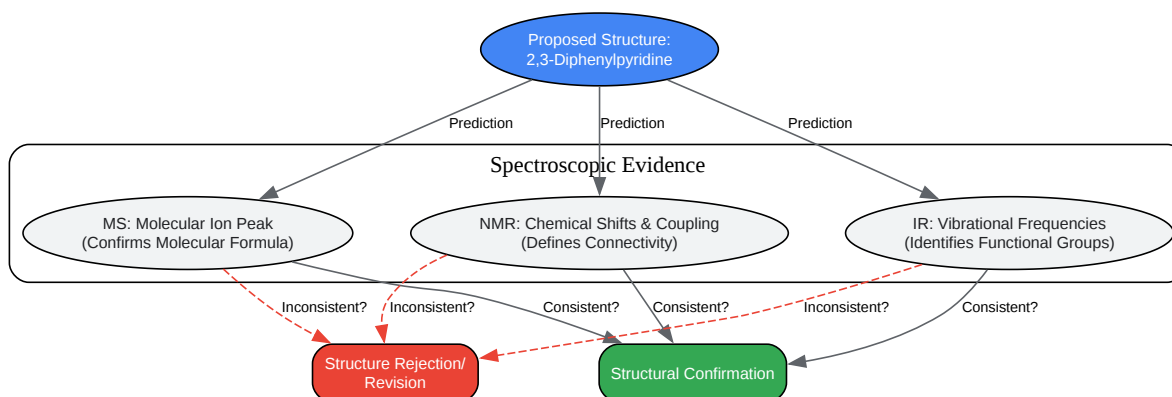 Proposed Structure:
2,3-Diphenylpyridine
Prediction
Prediction
Prediction
Spectroscopic Evidence
MS: Molecular Ion Peak
(Confirms Molecular Formula)
NMR: Chemical Shifts & Coupling
(Defines Connectivity)
IR: Vibrational Frequencies
(Identifies Functional Groups)
Inconsistent?
Inconsistent?
Consistent?
Consistent?
Inconsistent?
Consistent?
Structure Rejection/
Revision
Structural Confirmation